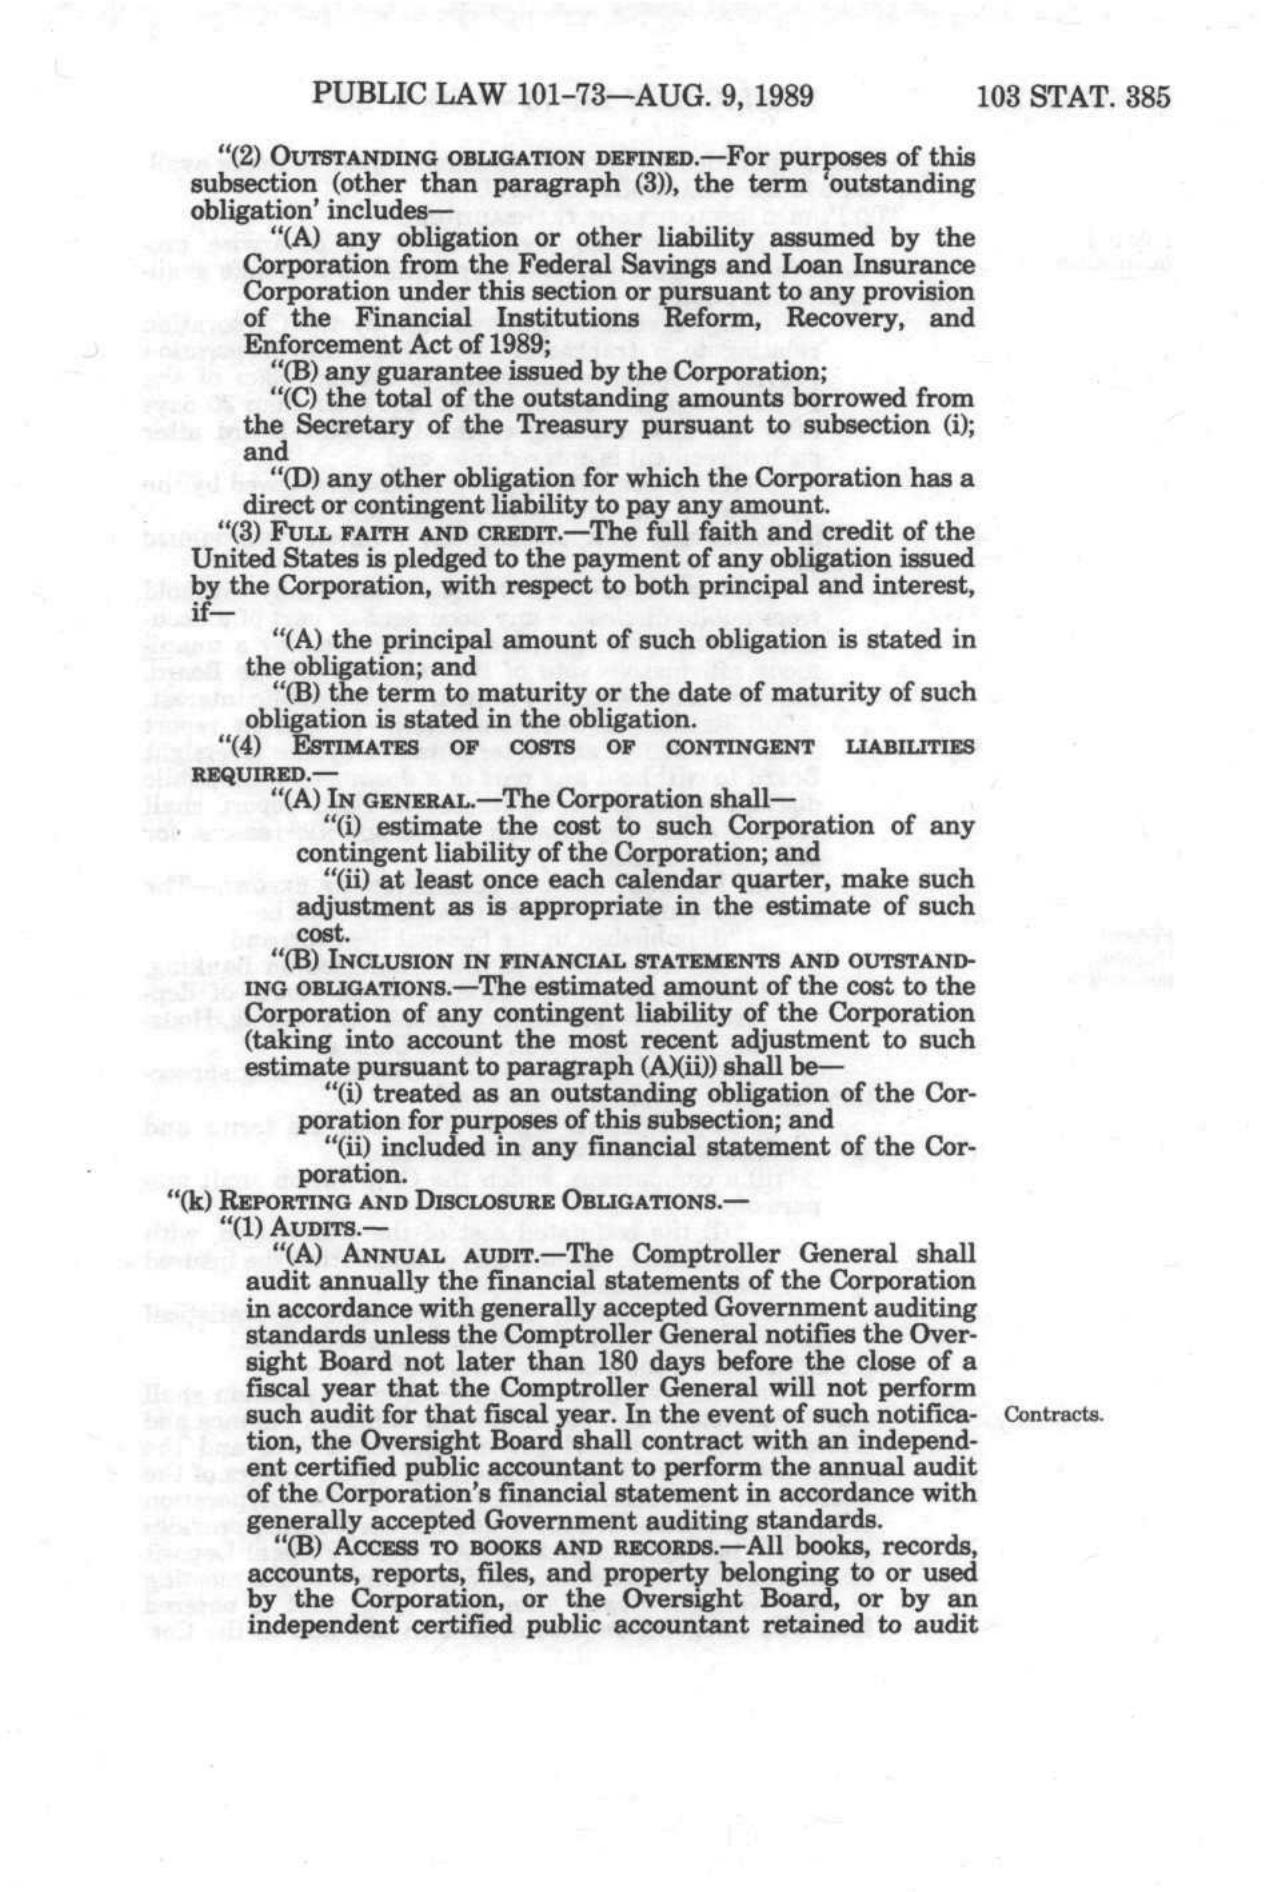 PUBLIC LAW 101-73—AUG. 9, 1989 103 STAT. 385
"(2) OUTSTANDING OBLIGATION DEFINED.—For purposes of this
subsection (other than paragraph (3)), the term 'outstanding
obligation' includes—
"(A) any obligation or other liability assumed by the
Corporation from the Federal Savings and Loan Insurance
Corporation under this section or pursuant to any provision
of the Financial Institutions Reform, Recovery, and
Enforcement Act of 1989;
"(B) any guarantee issued by the Corporation;
"(C) the total of the outstanding amounts borrowed from
the Secretary of the Treasury pursuant to subsection (i);
and
"(D) any other obligation for which the Corporation has a
direct or contingent liability to pay any amount.
"(3) FULL FAITH AND CREDIT.—The full faith and credit of the
United States is pledged to the payment of any obligation issued
by the Corporation, with respect to both principal and interest,
if—
"(A) the principal amount of such obligation is stated in
the obligation; and
"(B) the term to maturity or the date of maturity of such
obligation is stated in the obligation.
"(4) ESTIMATES OF COSTS OF CONTINGENT LIABILITIES
REQUIRED.—
"(A) IN GENERAL.—The Corporation shall—
"(i) estimate the cost to such Corporation of any
contingent liability of the Corporation; and
"(ii) at least once each calendar quarter, make such
adjustment as is appropriate in the estimate of such
cost.
"(B) INCLUSION IN FINANCIAL STATEMENTS AND OUTSTAND-
ING OBLIGATIONS.—The estimated amount of the cost to the
Corporation of any contingent liability of the Corporation
(taking into account the most recent adjustment to such
estimate pursuant to paragraph (A)(ii)) shall be—
"(i) treated as an outstanding obligation of the Cor-
poration for purposes of this subsection; and
"(ii) included in any financial statement of the Cor-
poration.
"(k) REPORTING AND DISCLOSURE OBLIGATIONS.—
"(1) AUDITS.—
"(A) ANNUAL AUDIT.—The Comptroller General shall
audit annually the financial statements of the Corporation
in accordance with generally accepted Government auditing
standards unless the Comptroller General notifies the Over-
sight Board not later than 180 days before the close of a
fiscal year that the Comptroller General will not perform
such audit for that fiscal year. In the event of such notifica- Contracts.
tion, the Oversight Board shall contract with an independ-
ent certified public accountant to perform the annual audit
of the Corporation's financial statement in accordance with
generally accepted Government auditing standards.
"(B) ACCESS TO BOOKS AND RECORDS.—All books, records,
accounts, reports, files, and property belonging to or used
by the Corporation, or the Oversight Board, or by an
independent certified public accountant retained to audit